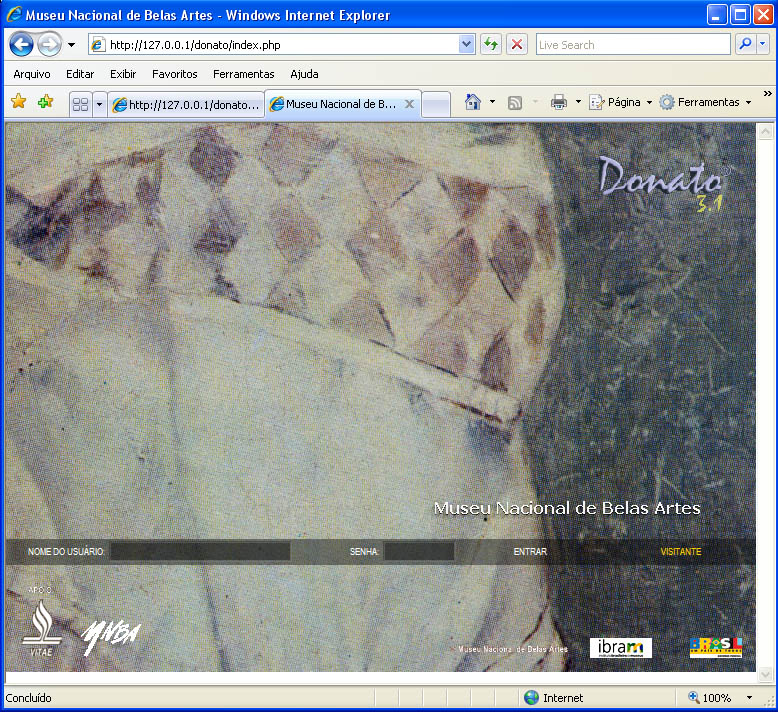 Museu Nacional de Belas Artes - Windows Internet Explorer
http://127.0.0.1/donato/index.php
Live Search
Arquivo Editar Exibir Favoritos Ferramentas Ajuda
http://127.0.0.1/donato... Museu Nacional de B... Página Ferramentas
Donato
3.1
Museu Nacional de Belas Artes
NOME DO USUÁRIO: SENHA: ENTRAR VISITANTE
APOIO
VITAE
MNBA
Museu Nacional de Belas Artes
ibram
BRASIL
Concluído Internet 100%